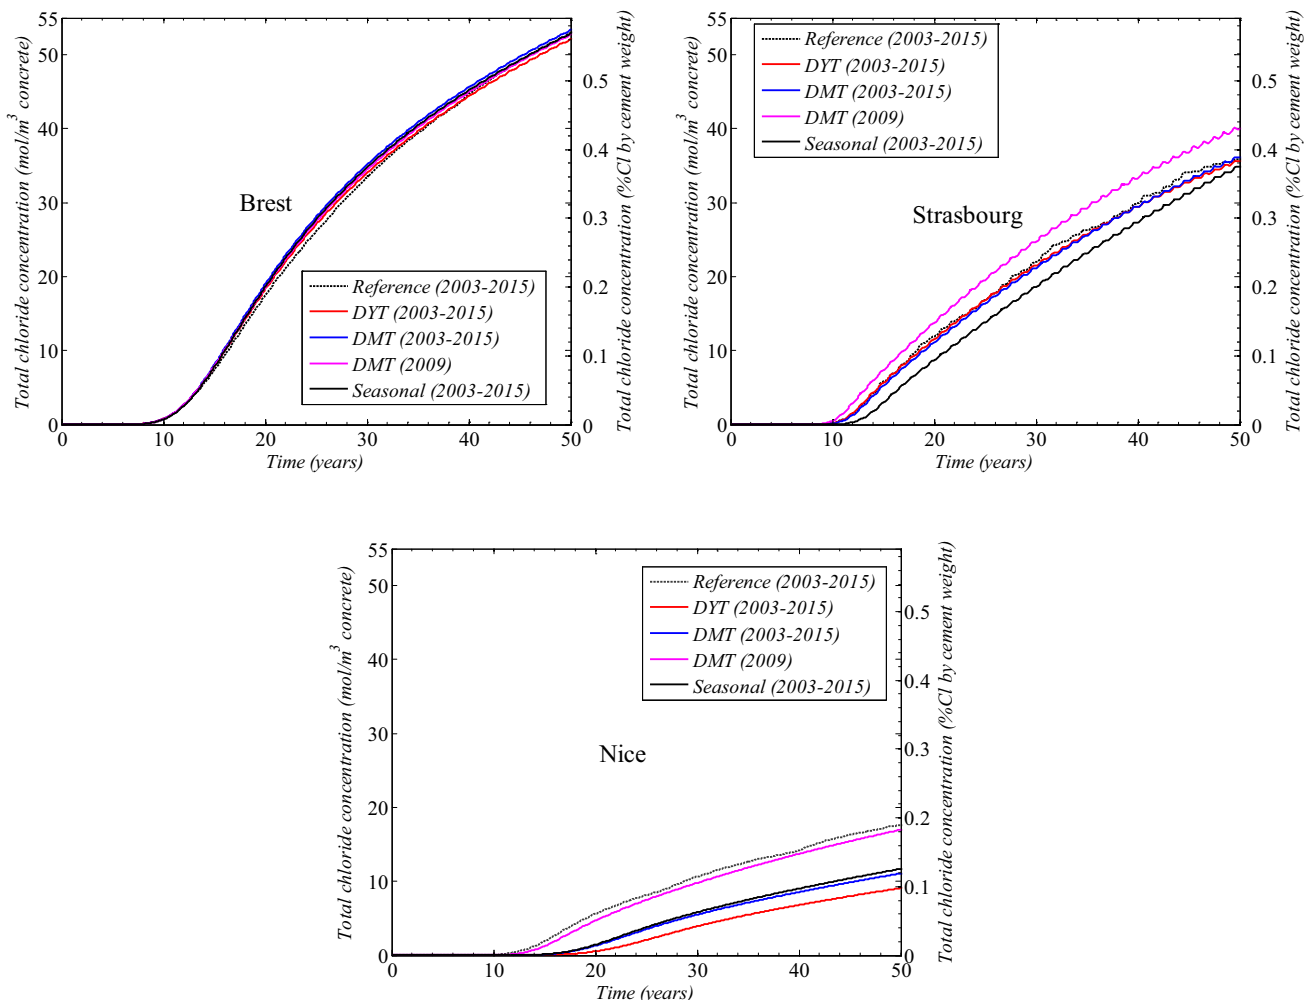 Total chloride concentration (mol/m³ concrete)
55
50
40
30
20
10
0
Brest
Reference (2003-2015)
DYT (2003-2015)
DMT (2003-2015)
DMT (2009)
Seasonal (2003-2015)
0.5
0.4
0.3
0.2
0.1
0
Total chloride concentration (%Cl by cement weight)
0 10 20 30 40 50
Time (years)
Total chloride concentration (mol/m³ concrete)
55
50
40
30
20
10
0
Reference (2003-2015)
DYT (2003-2015)
DMT (2003-2015)
DMT (2009)
Seasonal (2003-2015)
Strasbourg
0.5
0.4
0.3
0.2
0.1
0
Total chloride concentration (%Cl by cement weight)
0 10 20 30 40 50
Time (years)
Total chloride concentration (mol/m³ concrete)
55
50
40
30
20
10
0
Reference (2003-2015)
DYT (2003-2015)
DMT (2003-2015)
DMT (2009)
Seasonal (2003-2015)
Nice
0.5
0.4
0.3
0.2
0.1
0
Total chloride concentration (%Cl by cement weight)
0 10 20 30 40 50
Time (years)